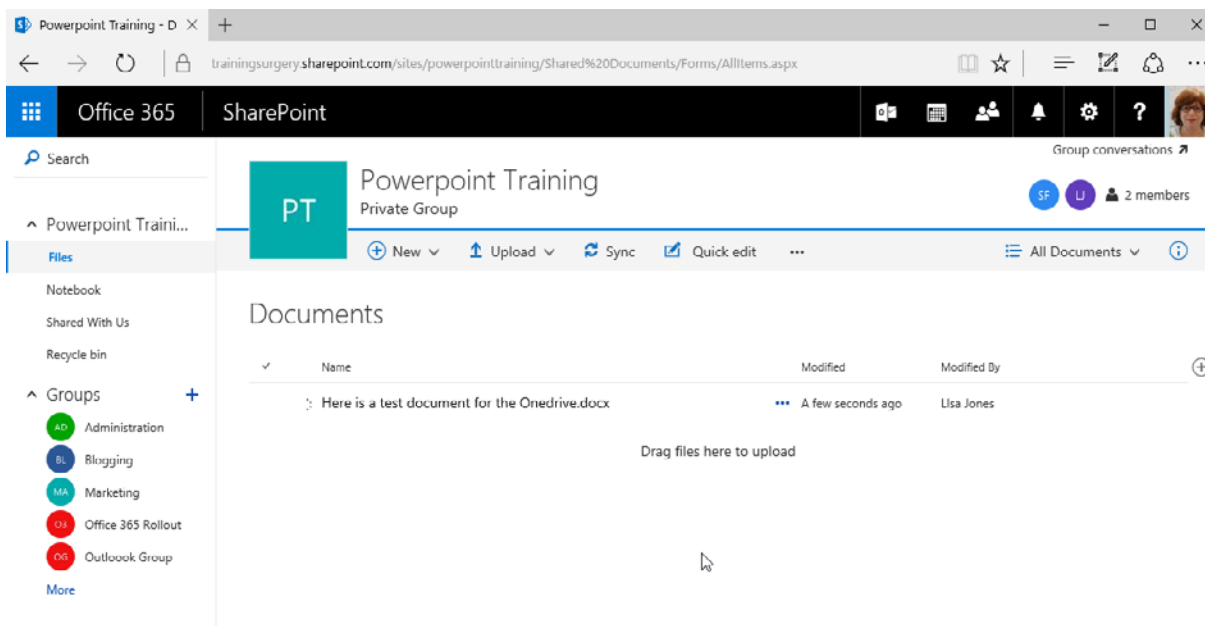 Powerpoint Training - D
trainingsurgery.sharepoint.com/sites/powerpointtraining/Shared%20Documents/Forms/AllItems.aspx
Office 365 SharePoint ?
Search
Group conversations
PT
Powerpoint Training
Private Group
SF LJ 2 members
Powerpoint Traini...
New Upload Sync Quick edit ... All Documents
Files
Notebook
Shared With Us
Recycle bin
Documents
Name Modified Modified By
Groups
Here is a test document for the Onedrive.docx ... A few seconds ago LIsa Jones
Drag files here to upload
AD Administration
BL Blogging
MA Marketing
O3 Office 365 Rollout
OG Outloook Group
More